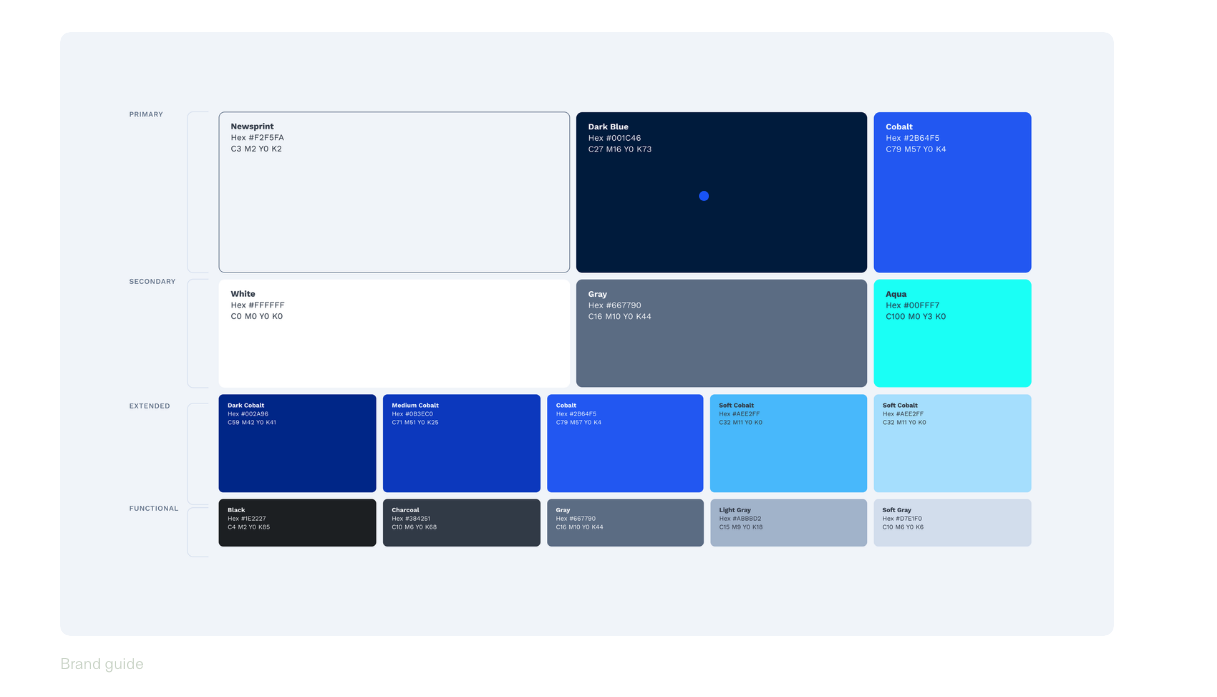 PRIMARY
Newsprint
Hex #F2F5FA
C3 M2 Y0 K2
Dark Blue
Hex #001C46
C27 M16 Y0 K73
Cobalt
Hex #2B64F5
C79 M57 Y0 K4
SECONDARY
White
Hex #FFFFFF
C0 M0 Y0 K0
Gray
Hex #667790
C16 M10 Y0 K44
Aqua
Hex #00FFF7
C100 M0 Y3 K0
EXTENDED
Dark Cobalt
Hex #002A96
C59 M42 Y0 K41
Medium Cobalt
Hex #0B3EC0
C71 M51 Y0 K25
Cobalt
Hex #2B64F5
C79 M57 Y0 K4
Soft Cobalt
Hex #AEE2FF
C32 M11 Y0 K0
Soft Cobalt
Hex #AEE2FF
C32 M11 Y0 K0
FUNCTIONAL
Black
Hex #1E2227
C4 M2 Y0 K85
Charcoal
Hex #384251
C10 M6 Y0 K68
Gray
Hex #667790
C16 M10 Y0 K44
Light Gray
Hex
C15 M9 Y0 K18
Soft Gray
Hex #D7E1F0
C10 M6 Y0 K6
Brand guide